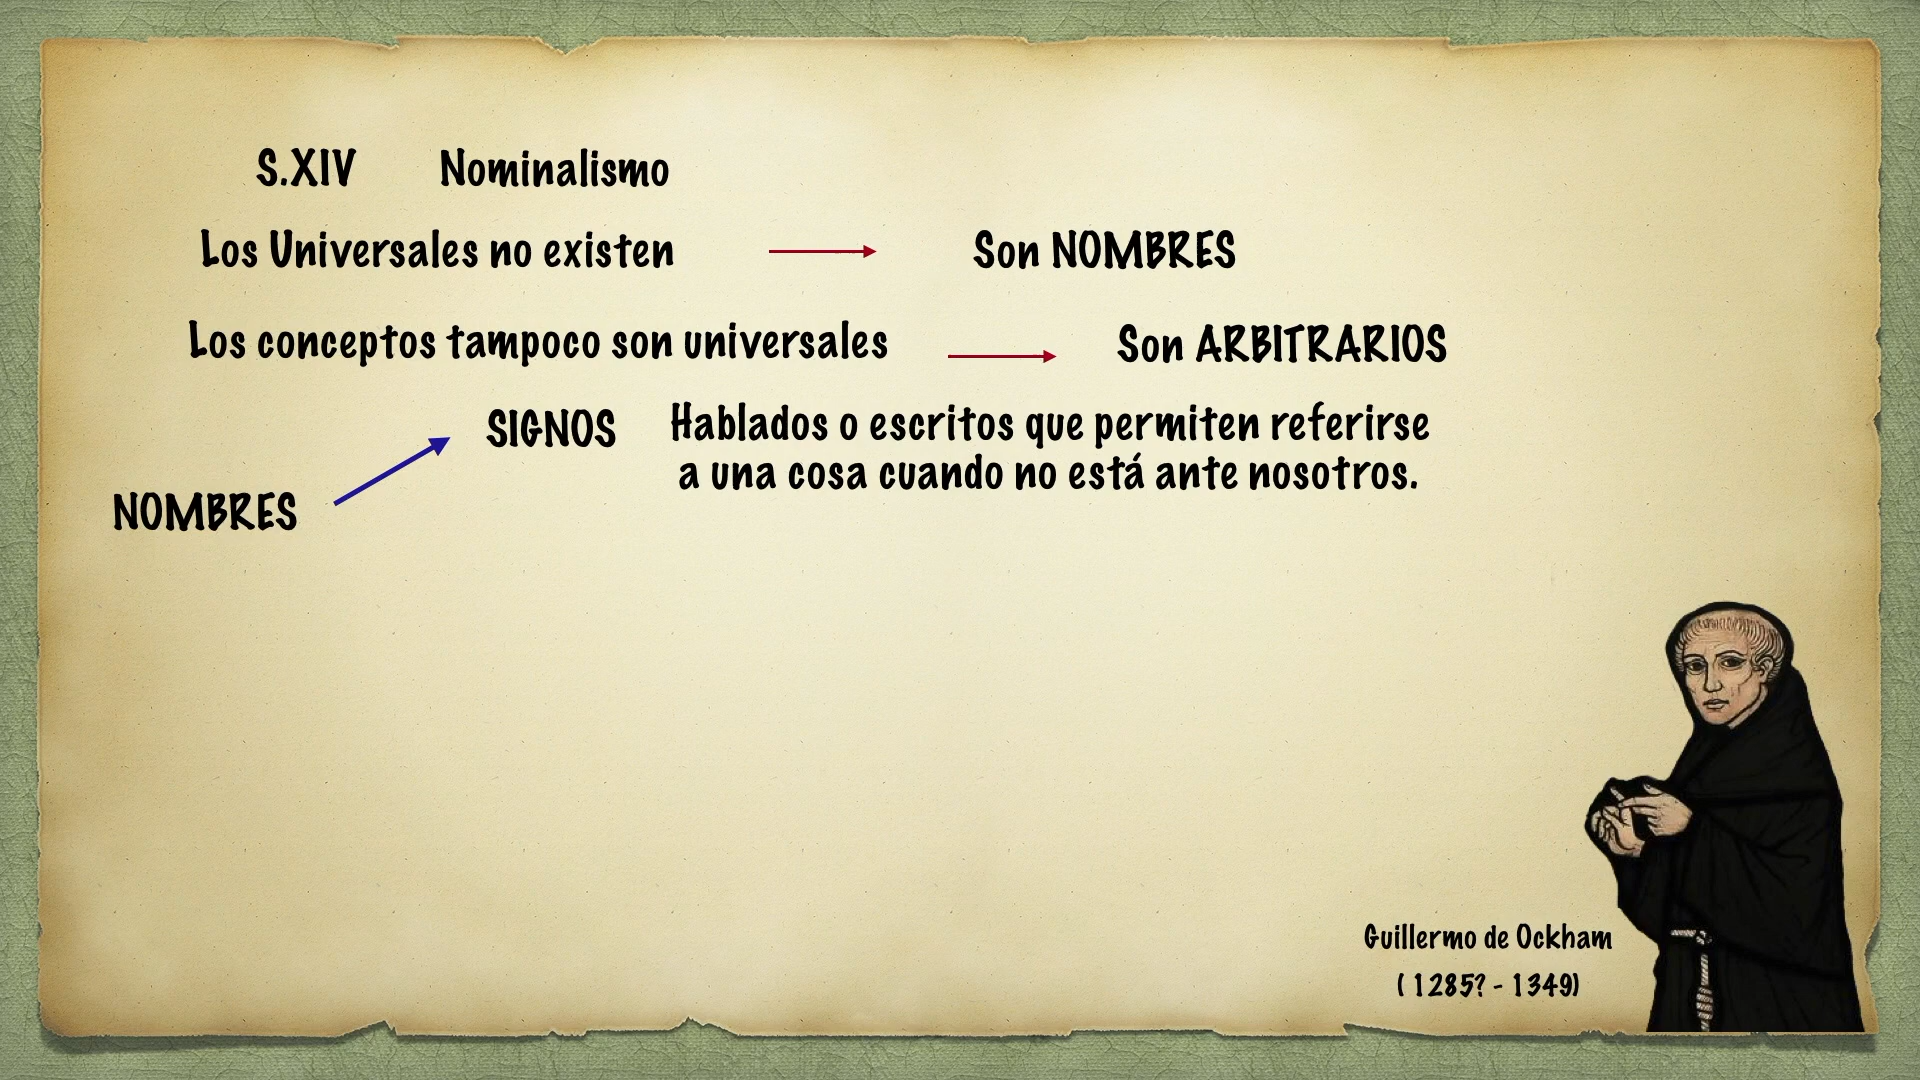 S.XIV Nominalismo
Los Universales no existen Son NOMBRES
Los conceptos tampoco son universales Son ARBITRARIOS
SIGNOS Hablados o escritos que permiten referirse
a una cosa cuando no está ante nosotros.
NOMBRES
Guillermo de Ockham
( 1285? - 1349)